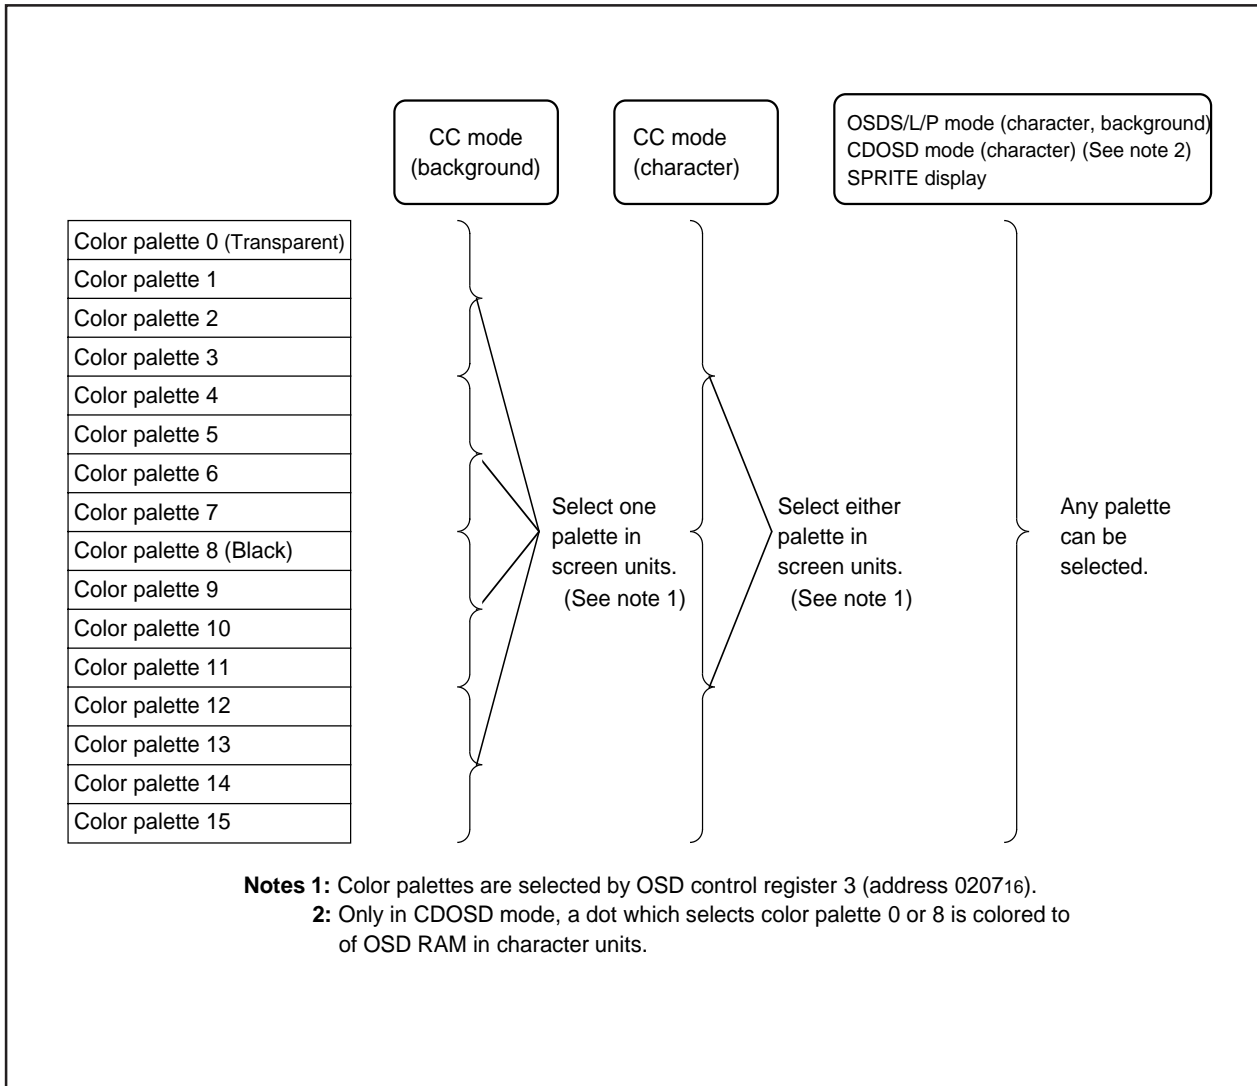 CC mode
(background)
CC mode
(character)
OSDS/L/P mode (character, background)
CDOSD mode (character) (See note 2)
SPRITE display
Color palette 0 (Transparent)
Color palette 1
Color palette 2
Color palette 3
Color palette 4
Color palette 5
Color palette 6
Color palette 7
Color palette 8 (Black)
Color palette 9
Color palette 10
Color palette 11
Color palette 12
Color palette 13
Color palette 14
Color palette 15
Select one
palette in
screen units.
(See note 1)
Select either
palette in
screen units.
(See note 1)
Any palette
can be
selected.
Notes 1: Color palettes are selected by OSD control register 3 (address 020716).
2: Only in CDOSD mode, a dot which selects color palette 0 or 8 is colored to
of OSD RAM in character units.